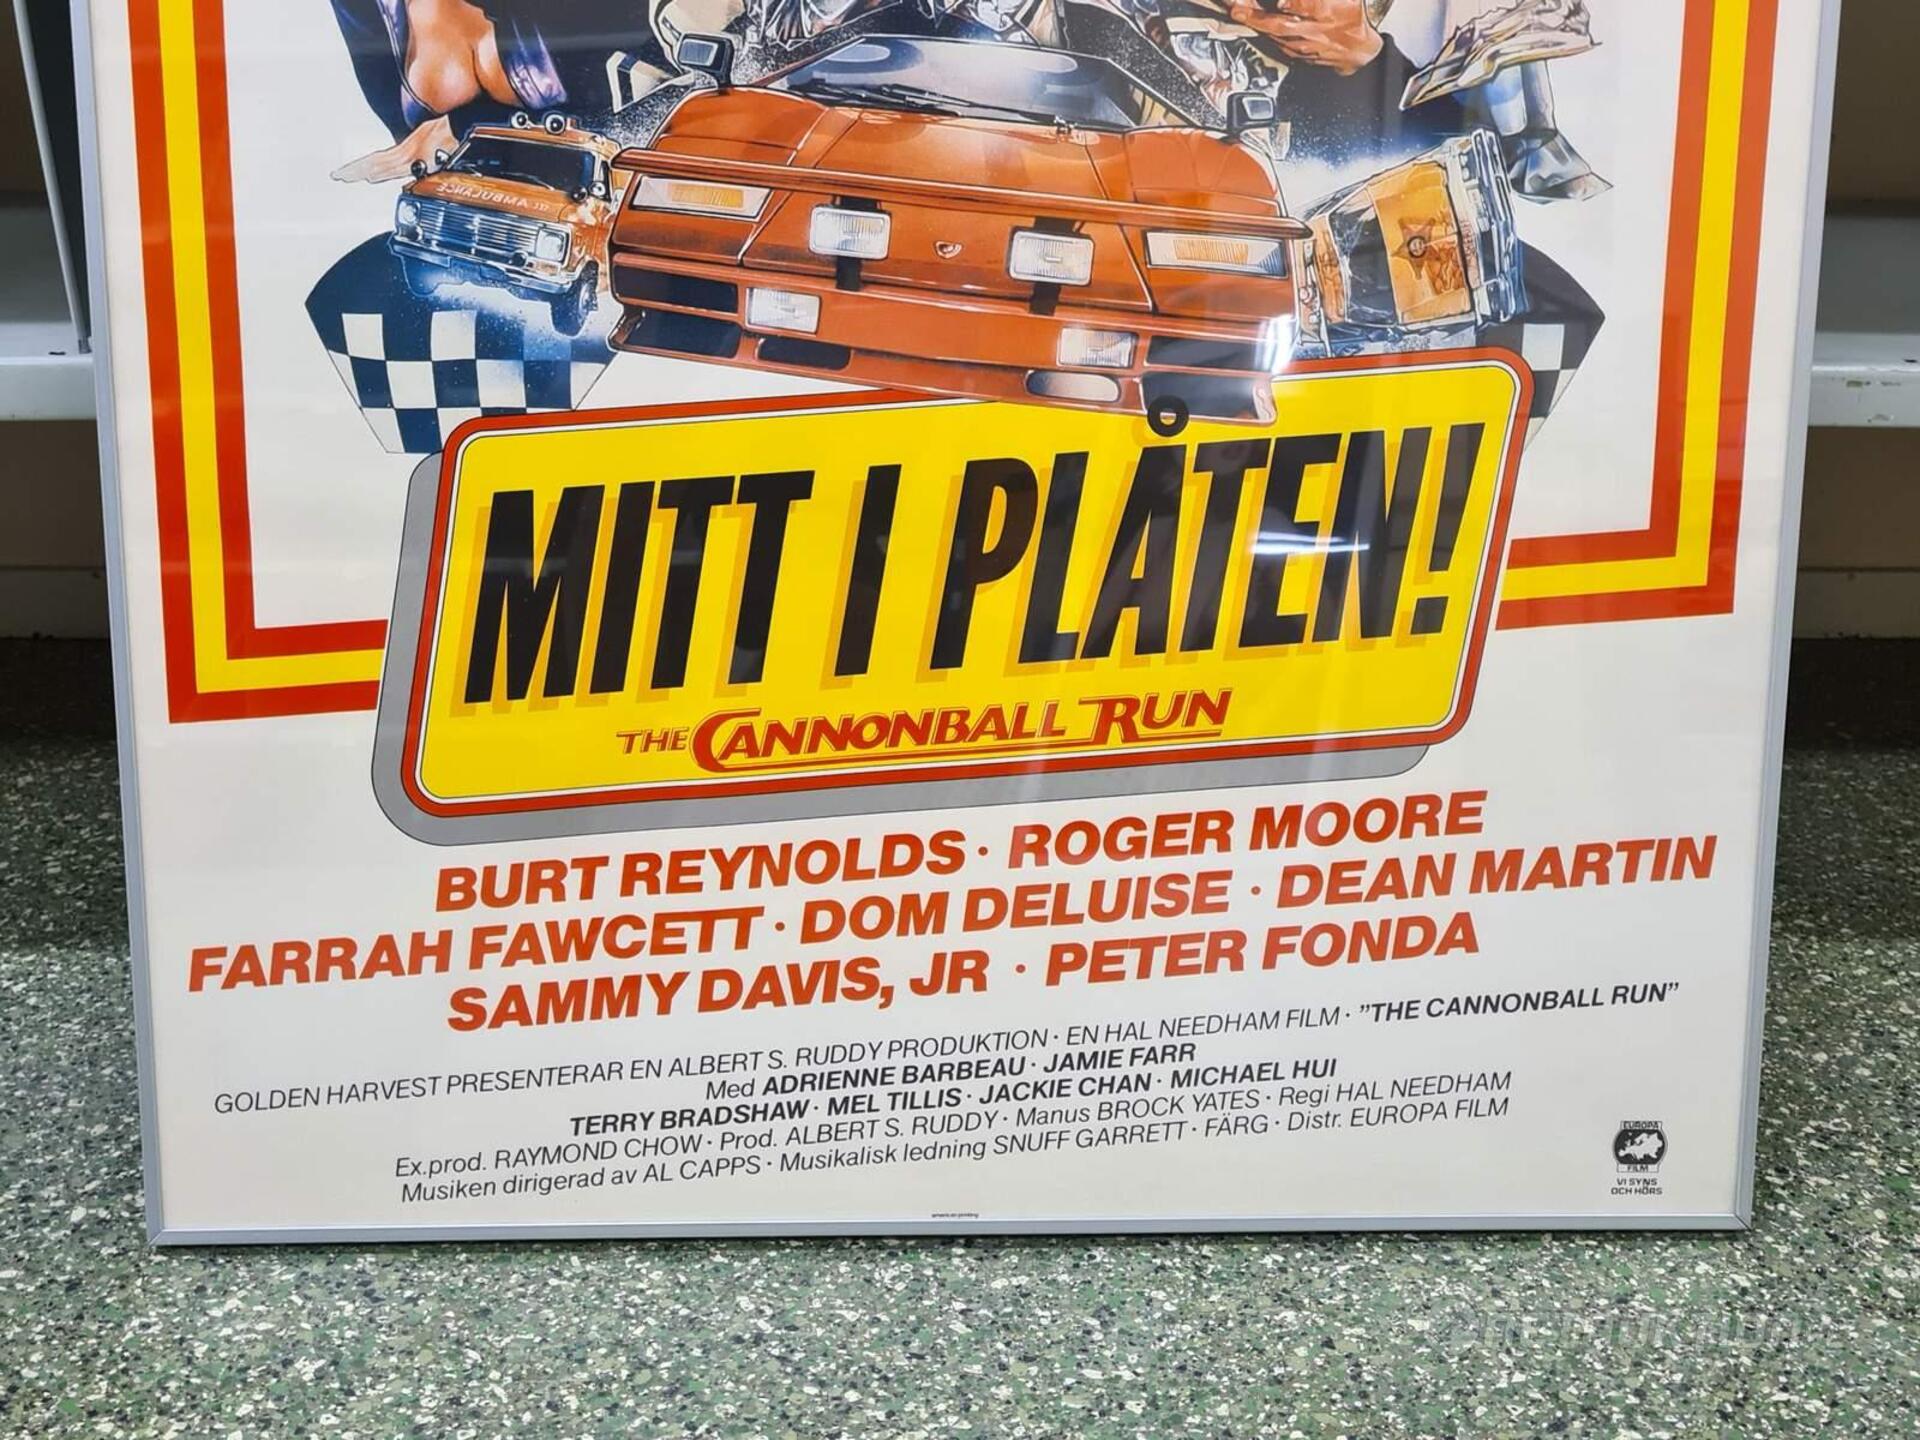 AMBULANCE
MITT I PLÅTEN!
THE CANNONBALL RUN
BURT REYNOLDS · ROGER MOORE
FARRAH FAWCETT · DOM DELUISE · DEAN MARTIN
SAMMY DAVIS, JR · PETER FONDA
GOLDEN HARVEST PRESENTERAR EN ALBERT S. RUDDY PRODUKTION · EN HAL NEEDHAM FILM · ”THE CANNONBALL RUN”
Med ADRIENNE BARBEAU · JAMIE FARR
TERRY BRADSHAW · MEL TILLIS · JACKIE CHAN · MICHAEL HUI
Ex.prod. RAYMOND CHOW · Prod. ALBERT S. RUDDY · Manus BROCK YATES · Regi HAL NEEDHAM
Musiken dirigerad av AL CAPPS · Musikalisk ledning SNUFF GARRETT · FÄRG · Distr. EUROPA FILM
EUROPA
FILM
VI SYNS
OCH HÖRS